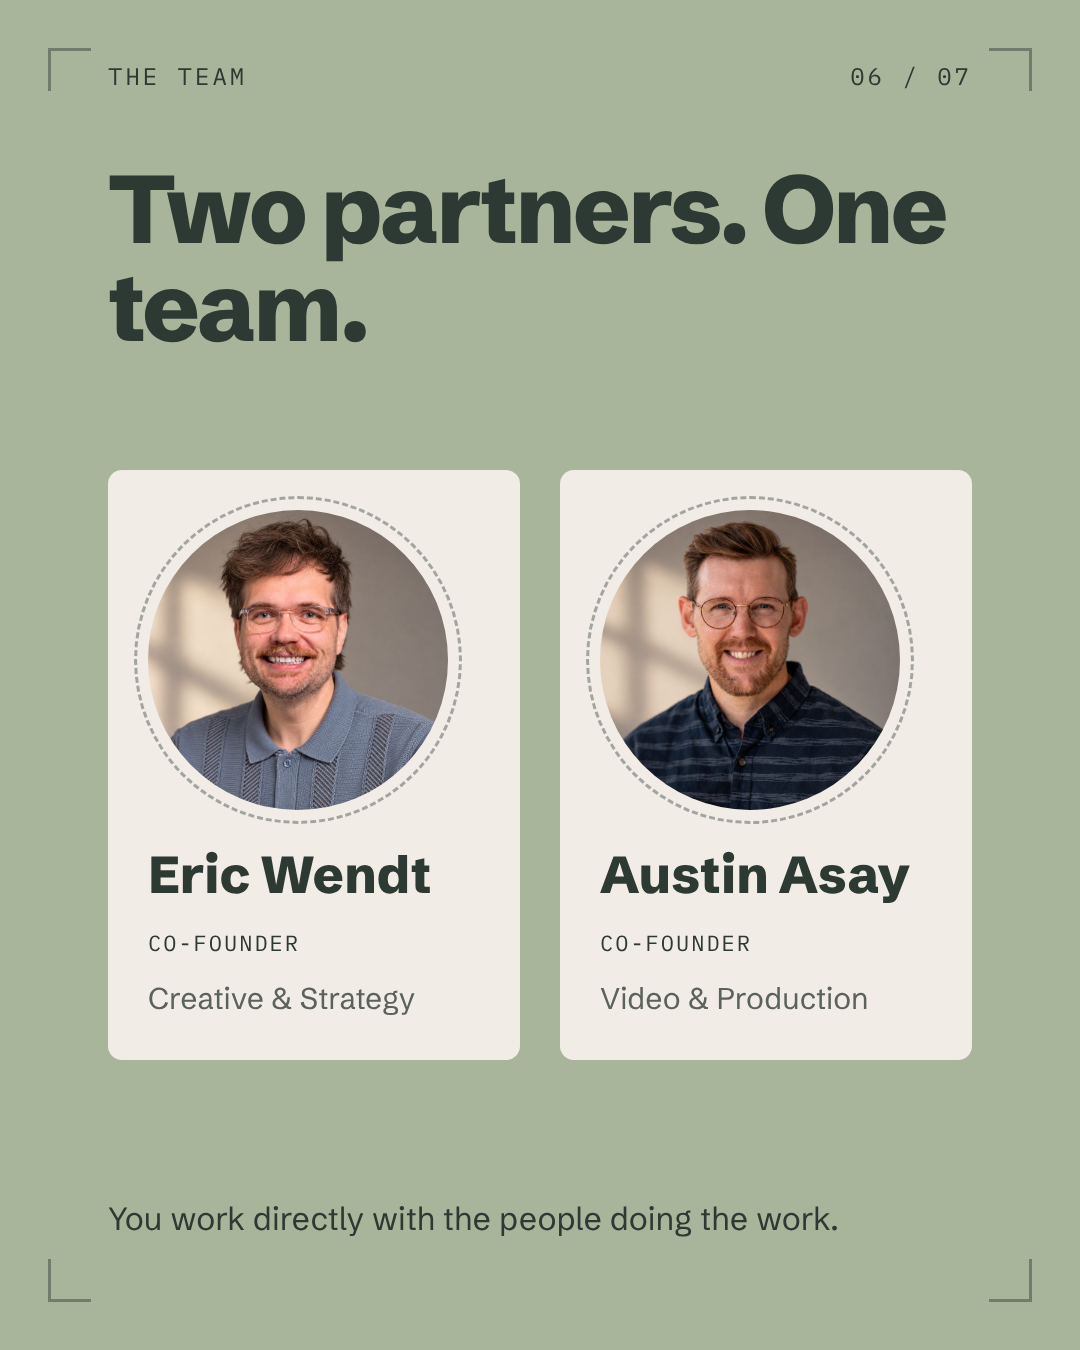 THE TEAM
06 / 07
Two partners. One
team.
Eric Wendt
CO-FOUNDER
Creative & Strategy
Austin Asay
CO-FOUNDER
Video & Production
You work directly with the people doing the work.